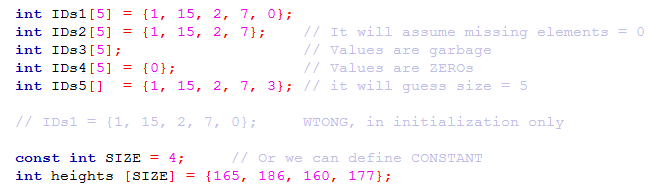 int IDs1[5] = {1, 15, 2, 7, 0};
int IDs2[5] = {1, 15, 2, 7};    // It will assume missing elements = 0
int IDs3[5];                    // Values are garbage
int IDs4[5] = {0};              // Values are ZEROs
int IDs5[]  = {1, 15, 2, 7, 3}; // it will guess size = 5
// IDs1 = {1, 15, 2, 7, 0};     WTONG, in initialization only
const int SIZE = 4;     // Or we can define CONSTANT
int heights [SIZE] = {165, 186, 160, 177};